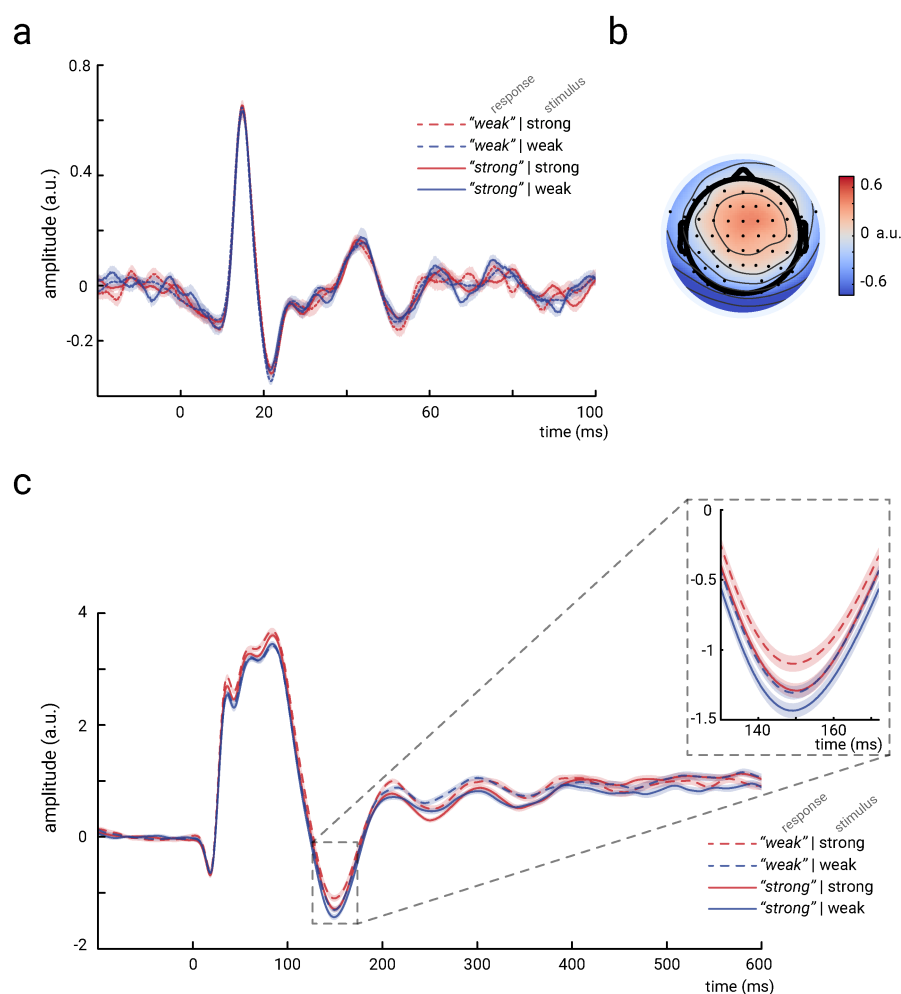 a
b
0.8
0.4
0
-0.2
amplitude (a.u.)
response
stimulus
"weak" | strong
"weak" | weak
"strong" | strong
"strong" | weak
0
20
60
100
time (ms)
0.6
0 a.u.
-0.6
c
4
2
0
-2
amplitude (a.u.)
0
-0.5
-1
-1.5
140
160
time (ms)
response
stimulus
"weak" | strong
"weak" | weak
"strong" | strong
"strong" | weak
0
100
200
300
400
500
600
time (ms)